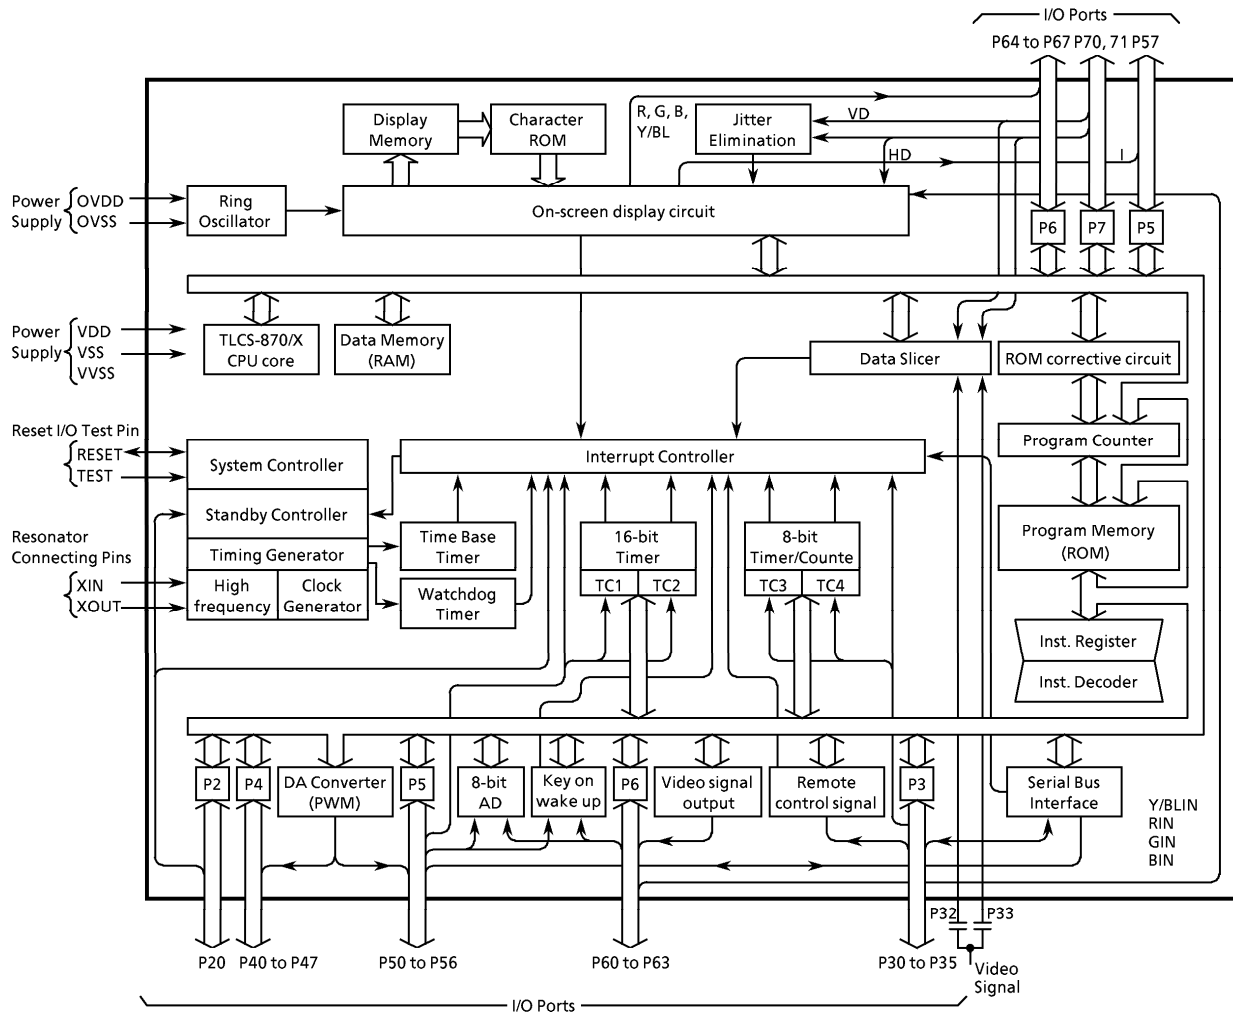 I/O Ports
P64 to P67 P70, 71 P57
R, G, B,
Y/BL
Display
Memory
Character
ROM
Jitter
Elimination
VD
HD
I
Power
Supply
OVDD
OVSS
Ring
Oscillator
On-screen display circuit
P6
P7
P5
Power
Supply
VDD
VSS
VVSS
TLCS-870/X
CPU core
Data Memory
(RAM)
Data Slicer
ROM corrective circuit
Reset I/O Test Pin
RESET
TEST
System Controller
Interrupt Controller
Program Counter
Standby Controller
Resonator
Connecting Pins
XIN
XOUT
Timing Generator
High
frequency
Clock
Generator
Time Base
Timer
Watchdog
Timer
16-bit
Timer
TC1
TC2
8-bit
Timer/Counte
TC3
TC4
Program Memory
(ROM)
Inst. Register
Inst. Decoder
P2
P4
DA Converter
(PWM)
P5
8-bit
AD
Key on
wake up
P6
Video signal
output
Remote
control signal
P3
Serial Bus
Interface
Y/BLIN
RIN
GIN
BIN
P32
P33
P20
P40 to P47
P50 to P56
P60 to P63
P30 to P35
Video
Signal
I/O Ports